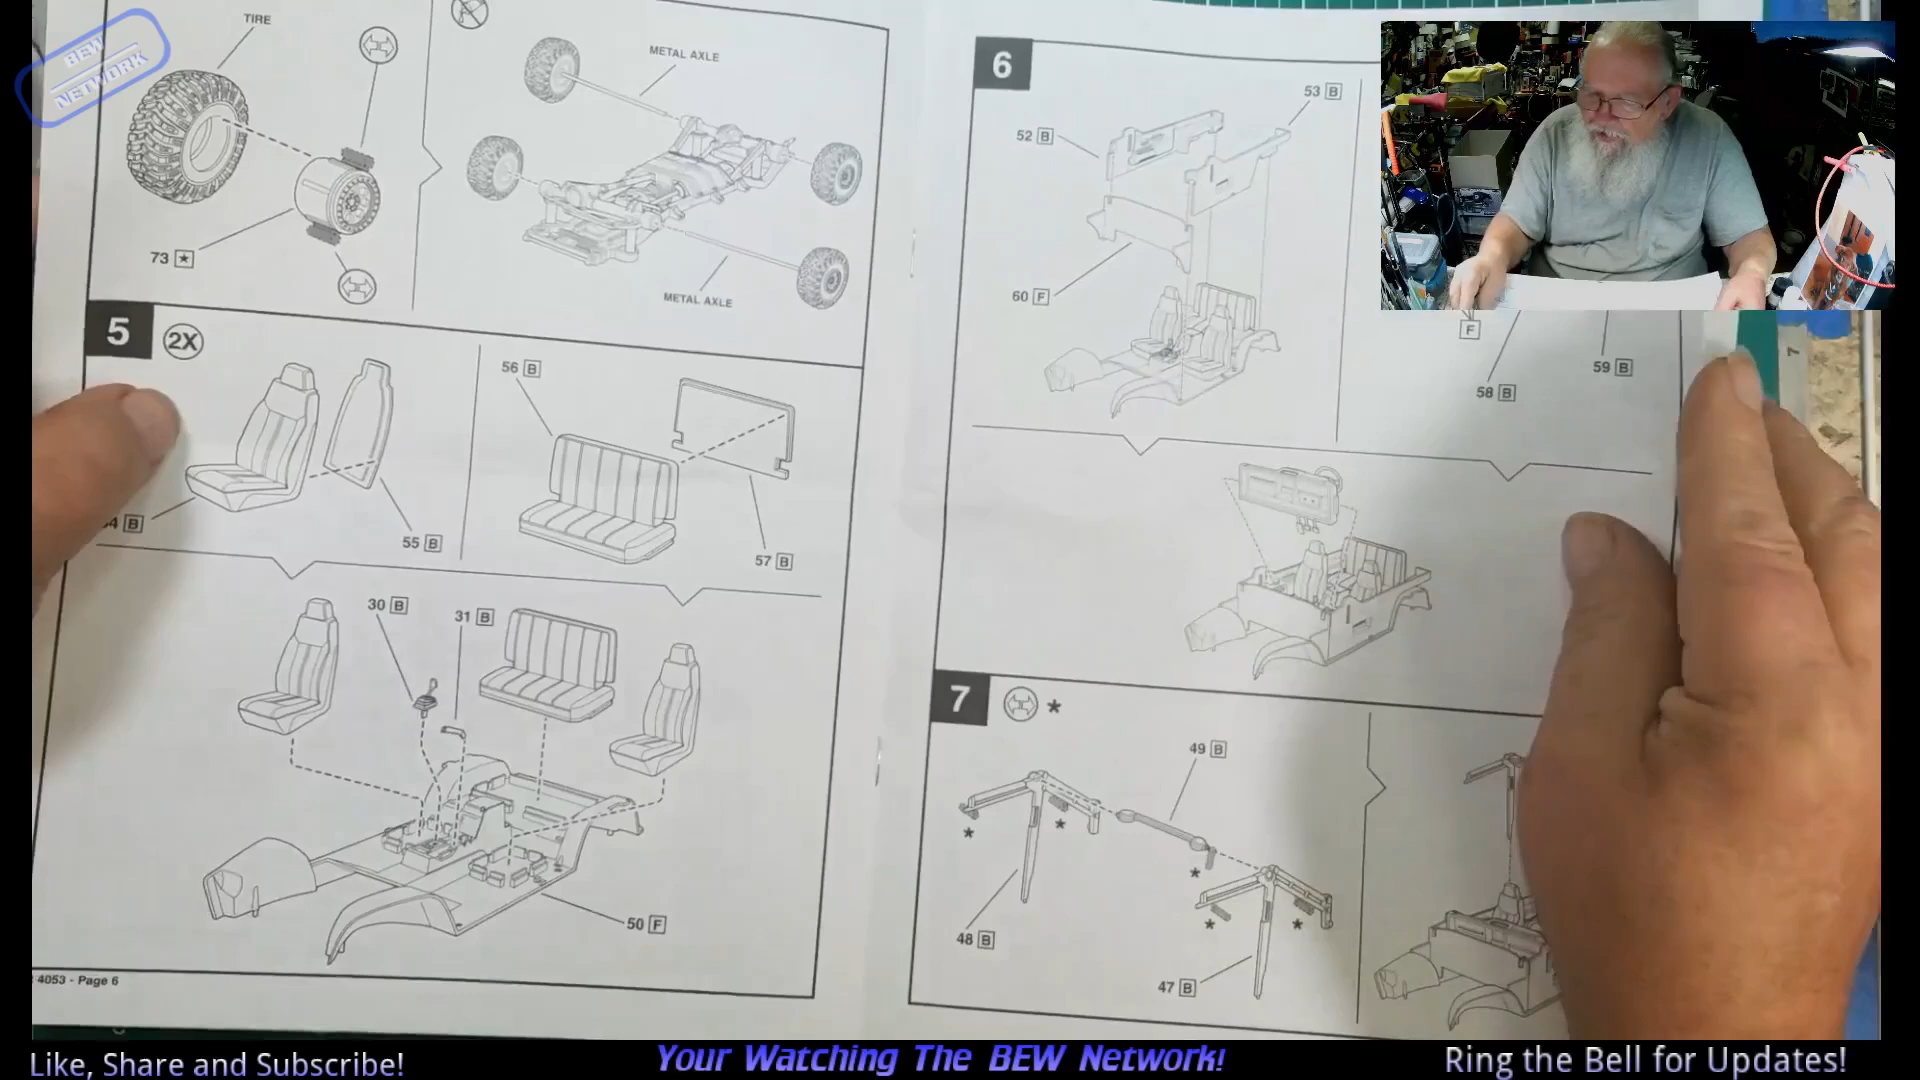 BEW
NETWORK
TIRE
METAL AXLE
73 ★
METAL AXLE
5
2X
56 B
4 B
55 B
57 B
30 B
31 B
50 F
4053 - Page 6
6
53 B
52 B
60 F
F
59 B
58 B
7
*
49 B
*
*
*
*
*
48 B
47 B
7
Like, Share and Subscribe!
Your Watching The BEW Network!
Ring the Bell for Updates!